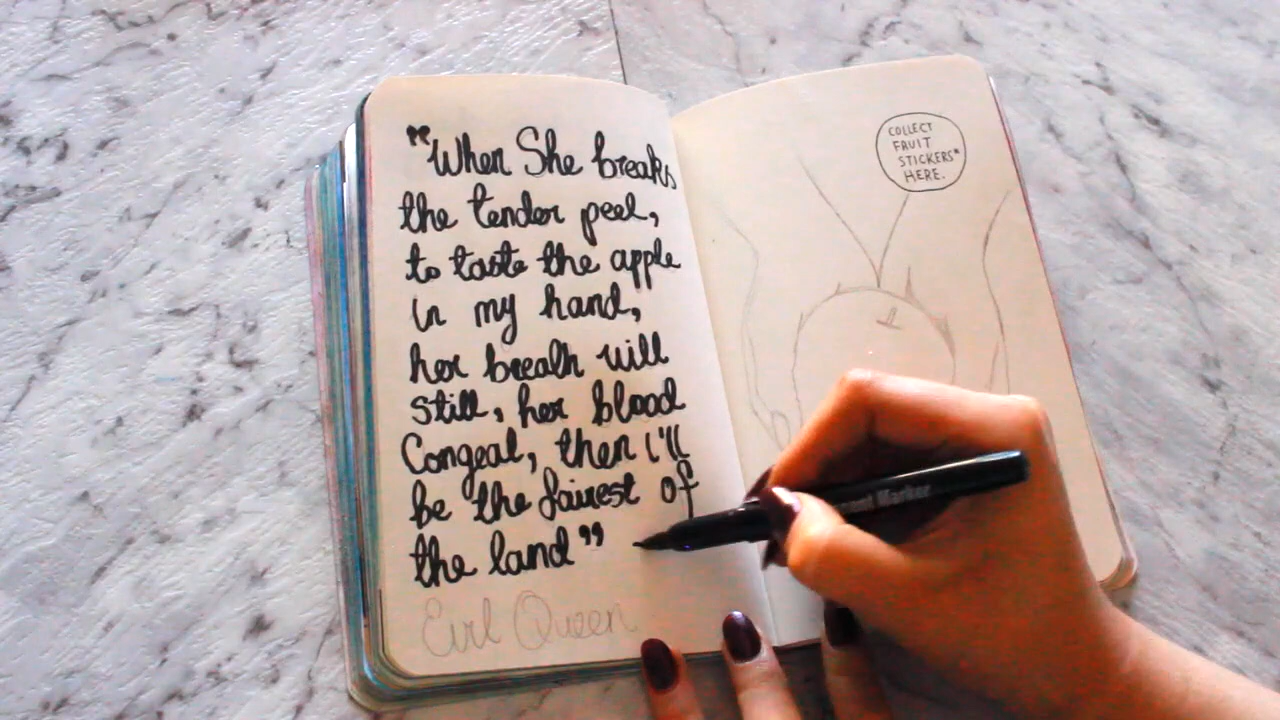 "When She breaks
the tender peel,
to taste the apple
in my hand,
her breath will
still, her blood
Congeal, then i'll
be the fairest of
the land"
Evil Queen
COLLECT
FRUIT
STICKERS*
HERE.
Marker